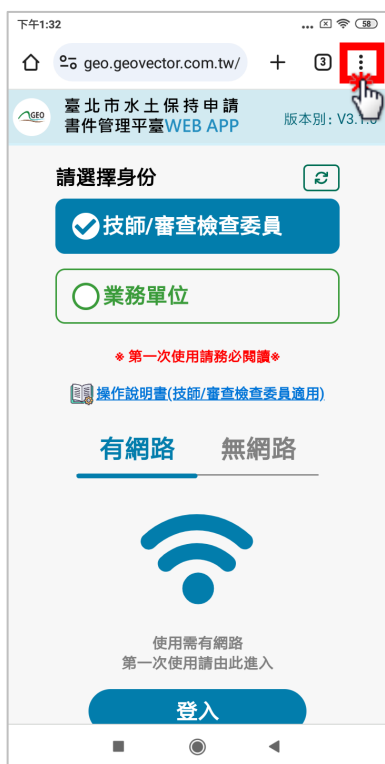 下午1:32
... 58
geo.geovector.com.tw/
3
GEO
臺北市水土保持申請
書件管理平臺WEB APP
版本別: V3.1.0
請選擇身份
技師/審查檢查委員
業務單位
※ 第一次使用請務必閱讀※
操作說明書(技師/審查檢查委員適用)
有網路
無網路
使用需有網路
第一次使用請由此進入
登入